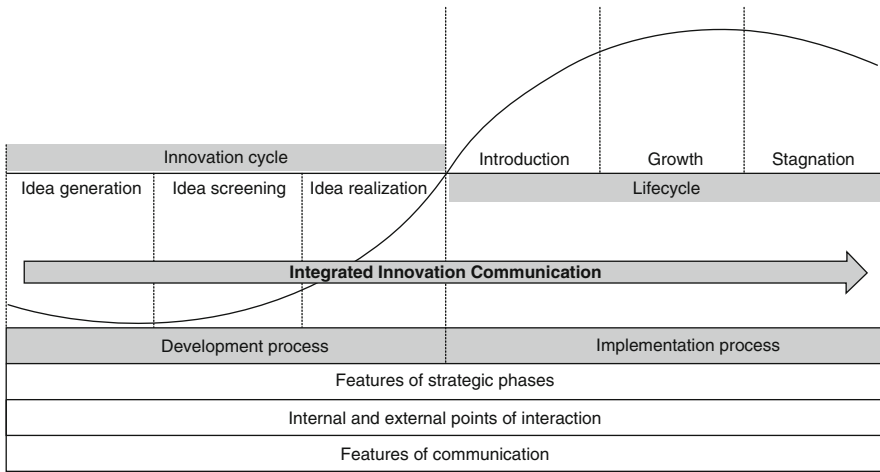 Innovation cycle
Introduction
Growth
Stagnation
Idea generation
Idea screening
Idea realization
Lifecycle
Integrated Innovation Communication
Development process
Implementation process
Features of strategic phases
Internal and external points of interaction
Features of communication